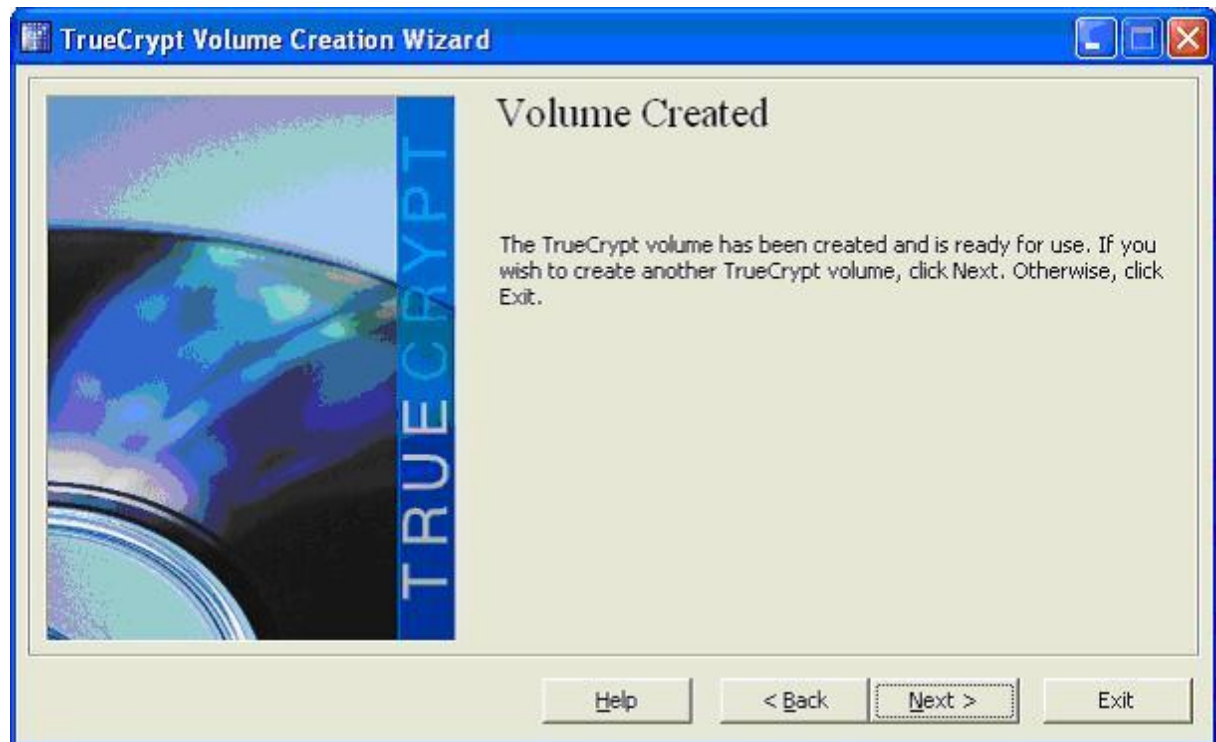 TrueCrypt Volume Creation Wizard
TRUECRYPT
Volume Created
The TrueCrypt volume has been created and is ready for use. If you
wish to create another TrueCrypt volume, click Next. Otherwise, click
Exit.
Help
< Back
Next >
Exit